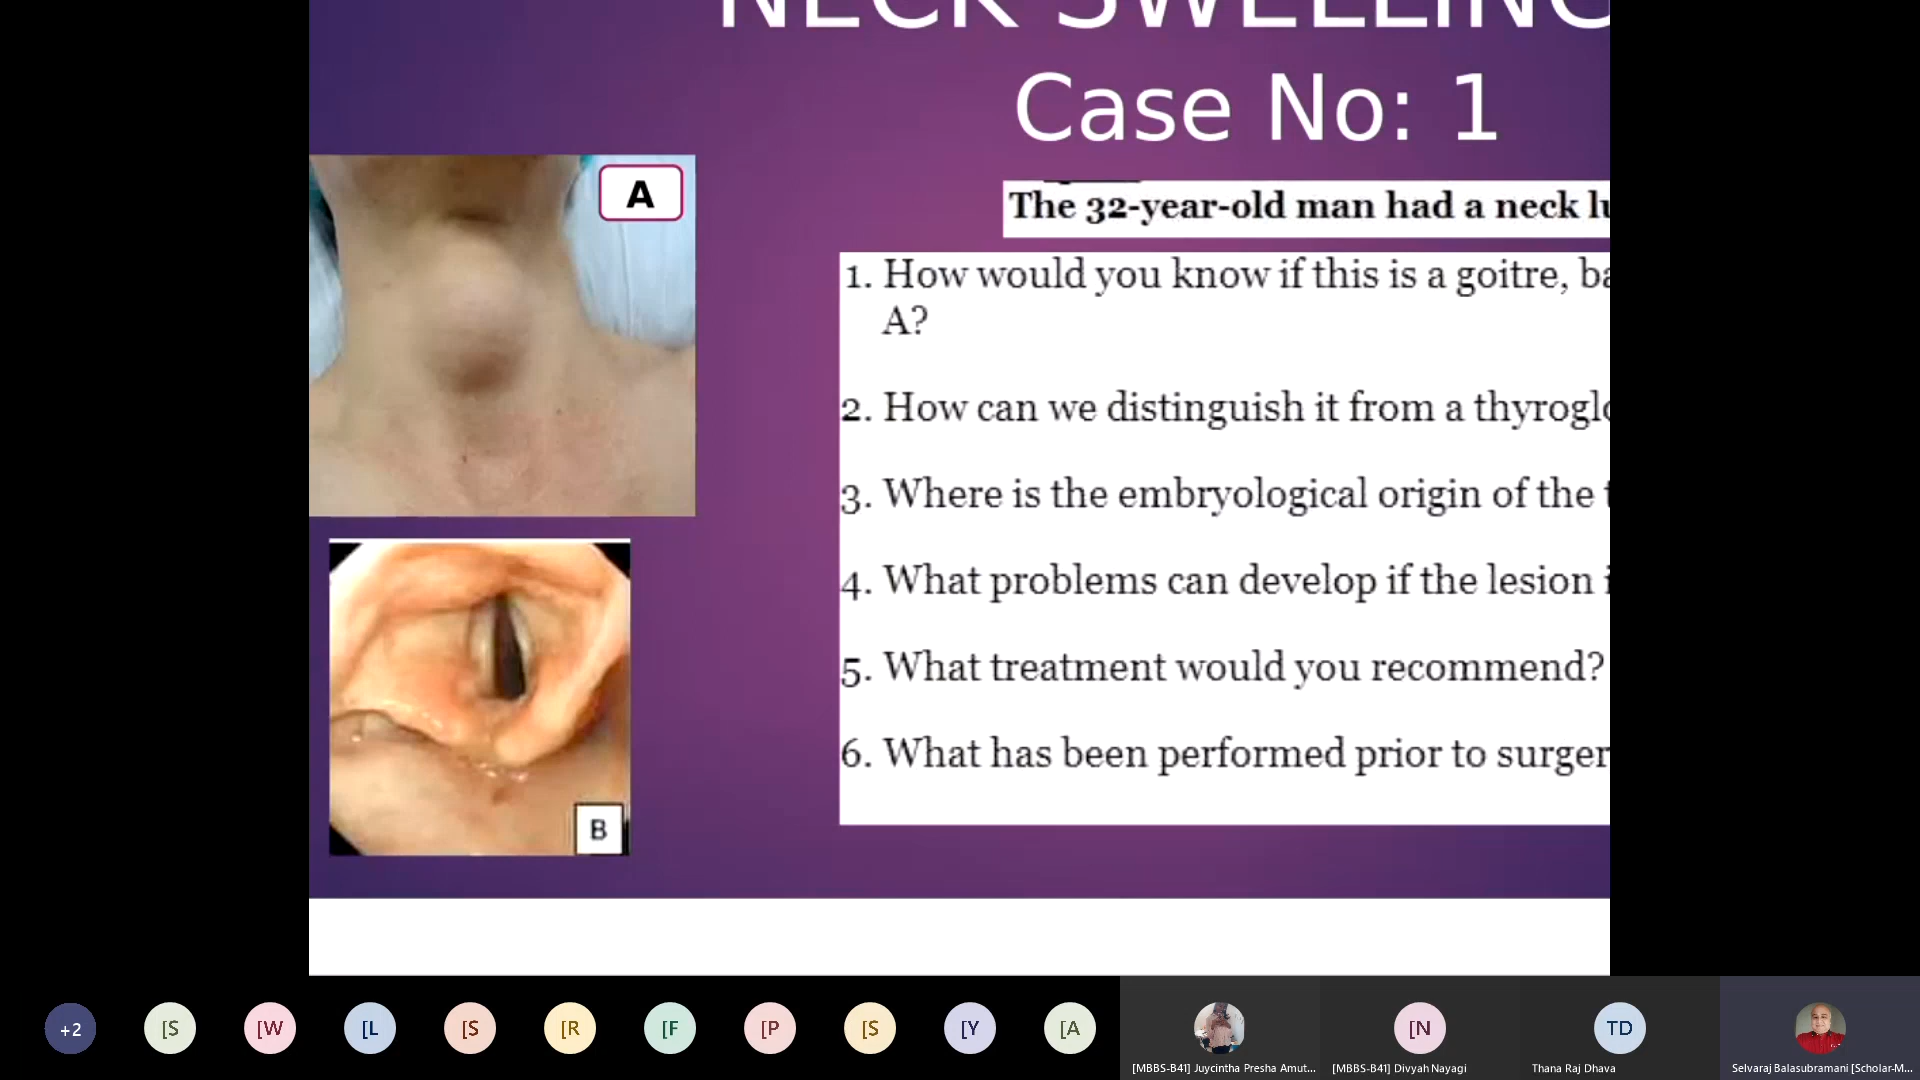 NECK SWELLING
Case No: 1
A
The 32-year-old man had a neck
1. How would you know if this is a goitre,
A?
2. How can we distinguish it from a
3. Where is the embryological origin of the
4. What problems can develop if the lesion
5. What treatment would you recommend?
6. What has been performed prior to
B
+2
[S
[W
[L
[S
[R
[F
[P
[S
[Y
[A
[N
TD
[MBBS-B41] Juycintha Presha Amut...
[MBBS-B41] Divyah Nayagi
Thana Raj Dhava
Selvaraj Balasubramani [Scholar-M...